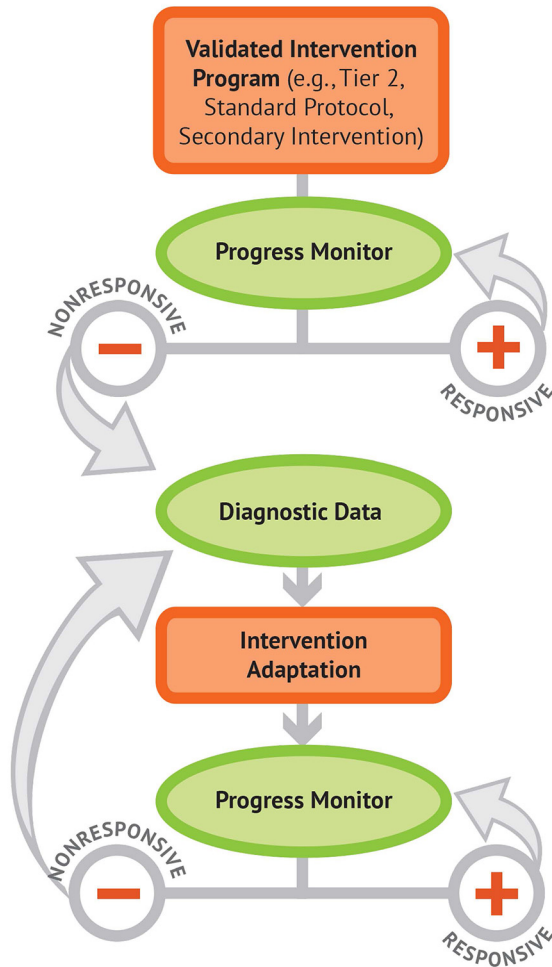 Validated Intervention
Program (e.g., Tier 2,
Standard Protocol,
Secondary Intervention)
Progress Monitor
NONRESPONSIVE
−
+
RESPONSIVE
Diagnostic Data
Intervention
Adaptation
Progress Monitor
NONRESPONSIVE
−
+
RESPONSIVE